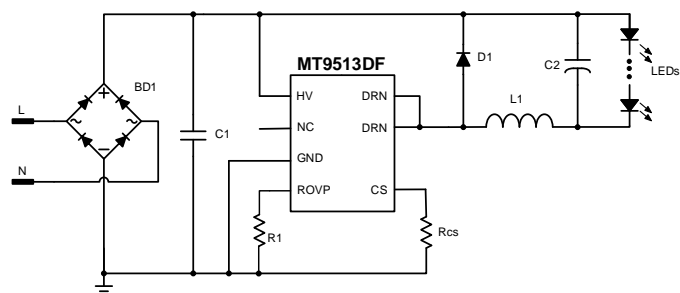 MT9513DF
BD1
L
N
C1
HV
NC
GND
ROVP
DRN
DRN
CS
R1
Rcs
D1
L1
C2
LEDs